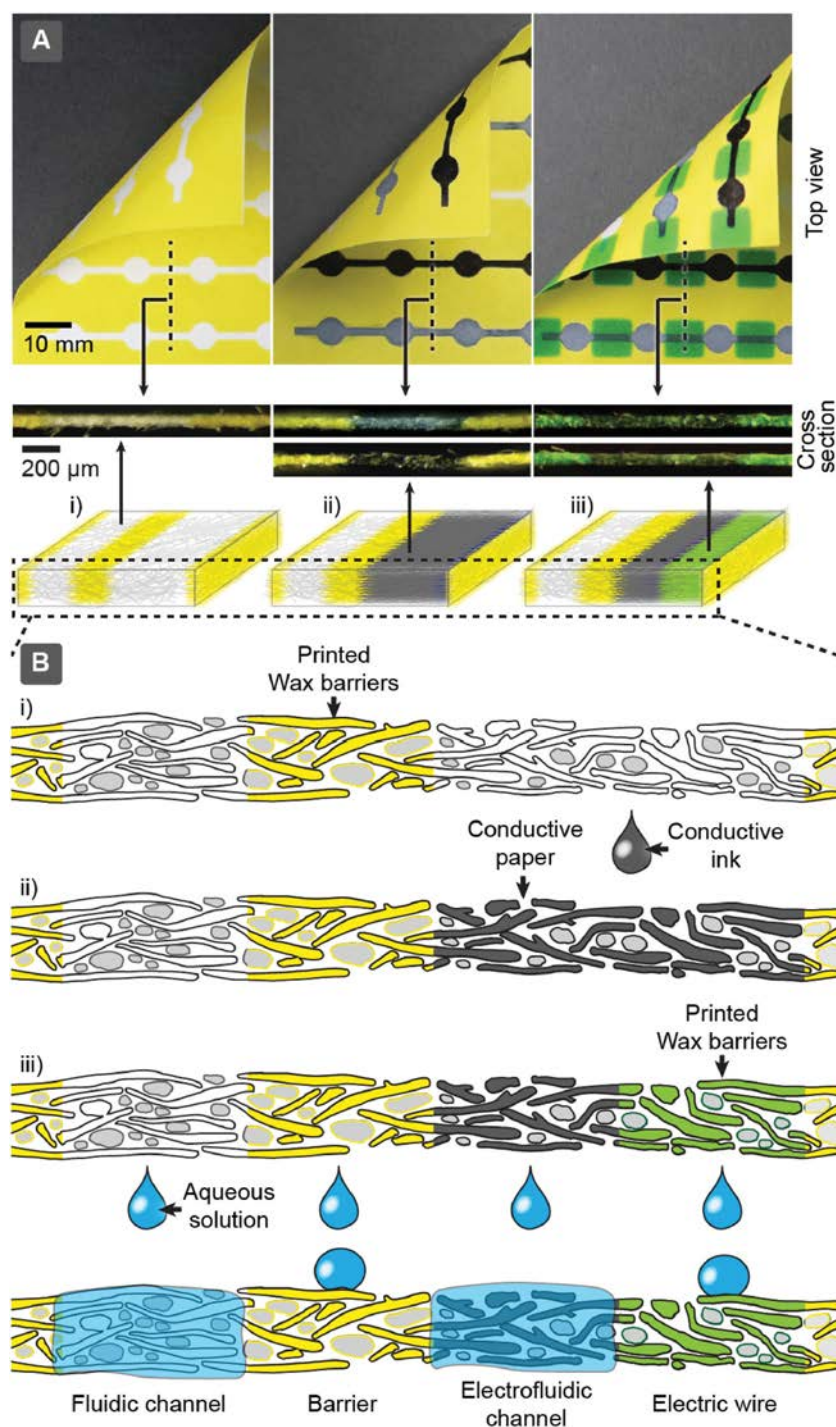 A
Top view
10 mm
Cross
section
200 µm
i)
ii)
iii)
B
Printed
Wax barriers
i)
Conductive
paper
Conductive
ink
ii)
Printed
Wax barriers
iii)
Aqueous
solution
Fluidic channel
Barrier
Electrofluidic
channel
Electric wire